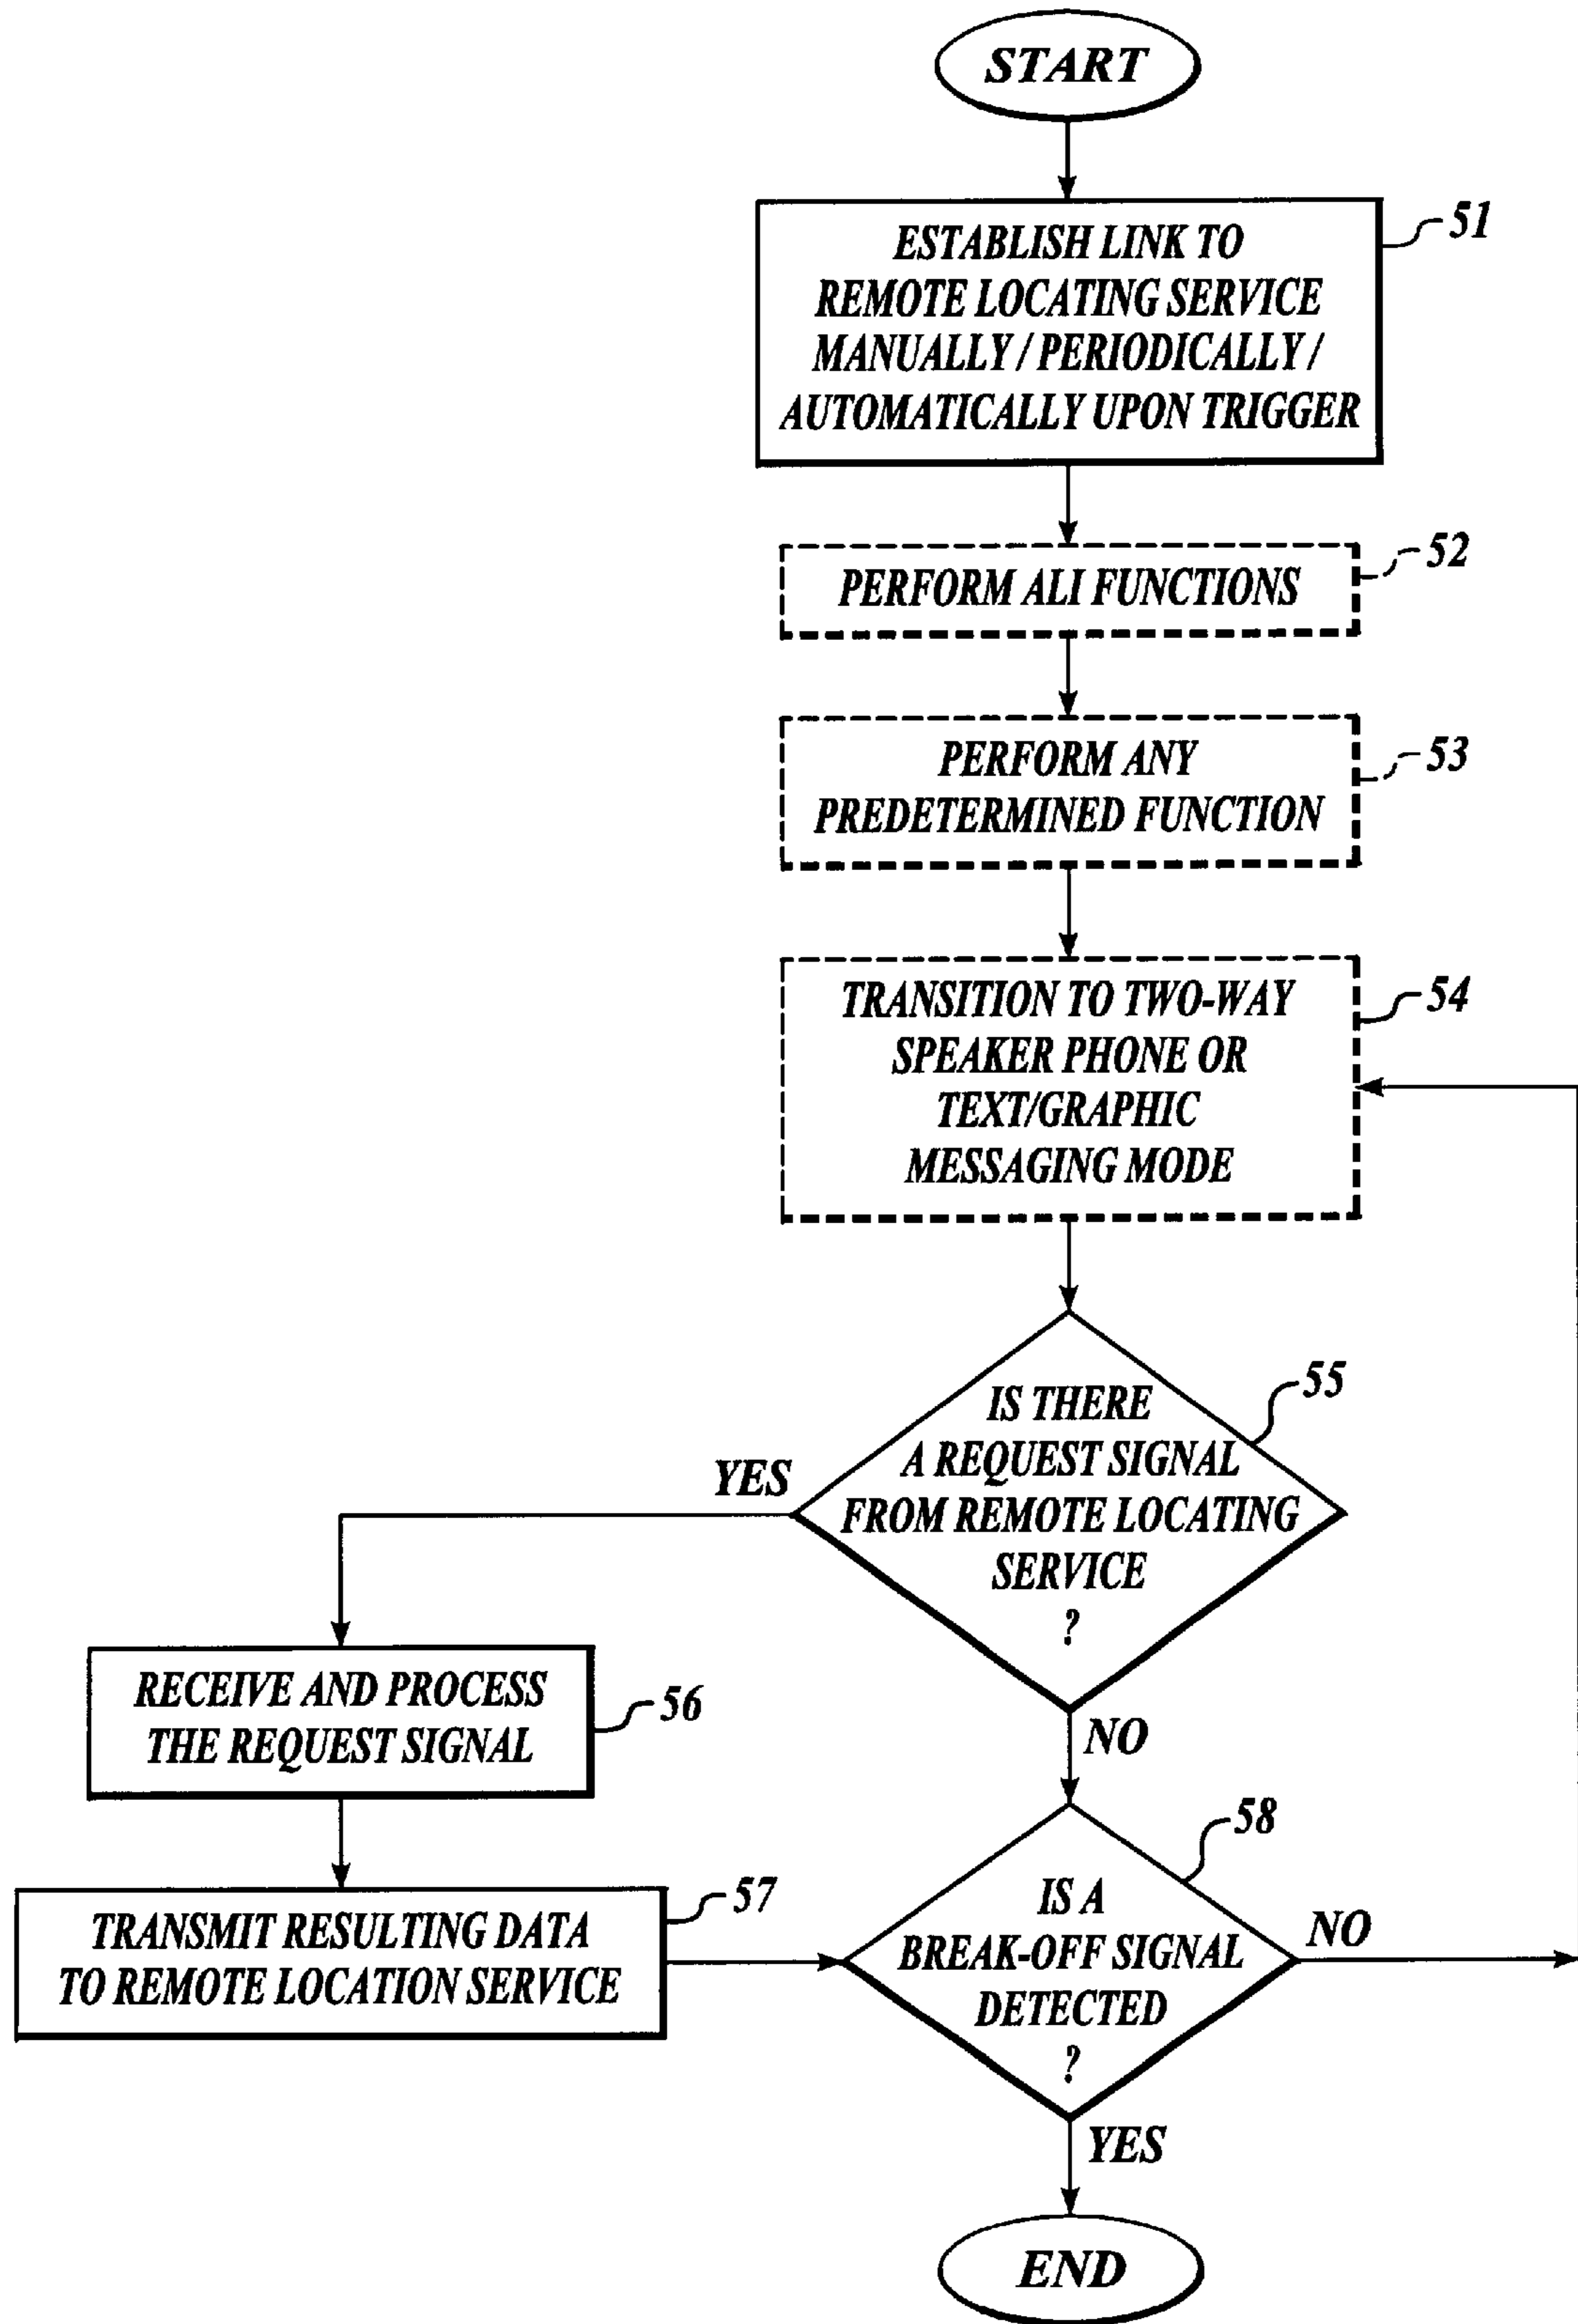 START
ESTABLISH LINK TO
REMOTE LOCATING SERVICE
MANUALLY / PERIODICALLY /
AUTOMATICALLY UPON TRIGGER
51
PERFORM ALI FUNCTIONS
52
PERFORM ANY
PREDETERMINED FUNCTION
53
TRANSITION TO TWO-WAY
SPEAKER PHONE OR
TEXT/GRAPHIC
MESSAGING MODE
54
IS THERE
A REQUEST SIGNAL
FROM REMOTE LOCATING
SERVICE
?
55
YES
NO
RECEIVE AND PROCESS
THE REQUEST SIGNAL
56
TRANSMIT RESULTING DATA
TO REMOTE LOCATION SERVICE
57
IS A
BREAK-OFF SIGNAL
DETECTED
?
58
NO
YES
END